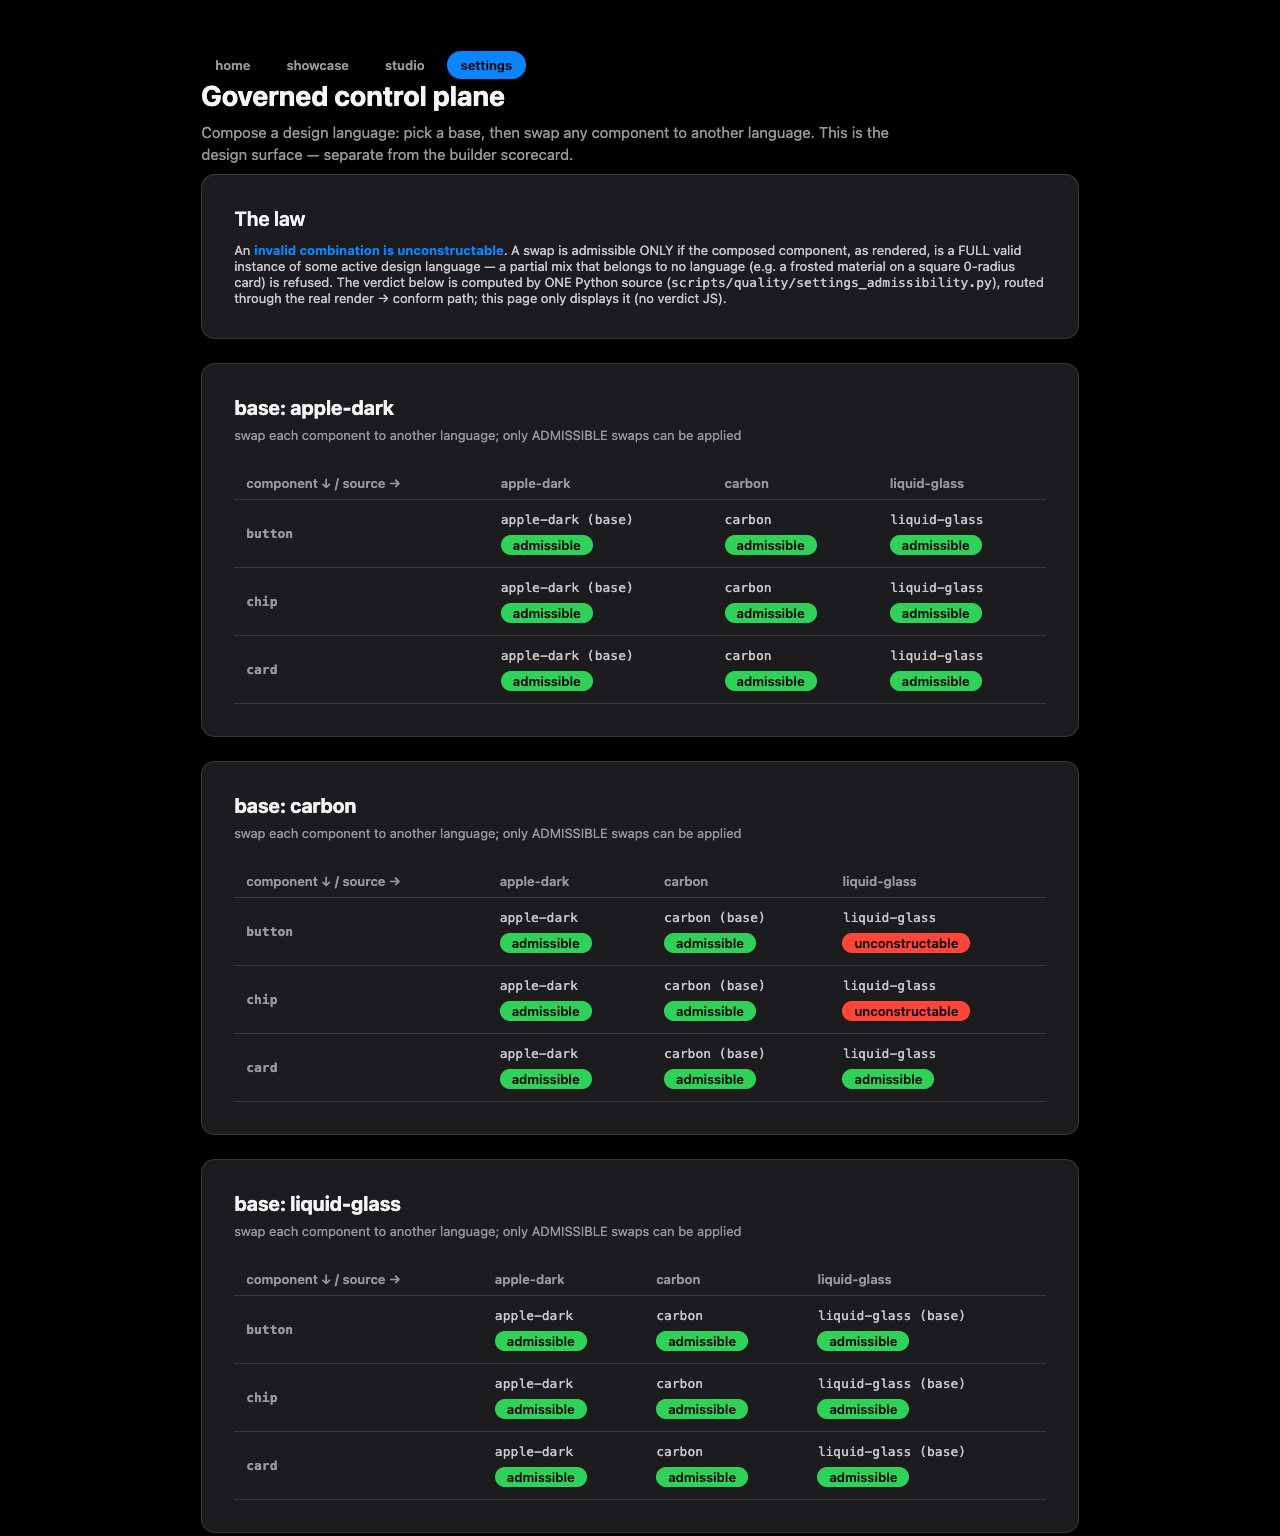 home showcase studio settings
Governed control plane
Compose a design language: pick a base, then swap any component to another language. This is the
design surface — separate from the builder scorecard.
The law
An invalid combination is unconstructable. A swap is admissible ONLY if the composed component, as rendered, is a FULL valid
instance of some active design language — a partial mix that belongs to no language (e.g. a frosted material on a square 0-radius
card) is refused. The verdict below is computed by ONE Python source (scripts/quality/settings_admissibility.py), routed
through the real render → conform path; this page only displays it (no verdict JS).
base: apple-dark
swap each component to another language; only ADMISSIBLE swaps can be applied
component ↓ / source → apple-dark carbon liquid-glass
button apple-dark (base) carbon liquid-glass
admissible admissible admissible
chip apple-dark (base) carbon liquid-glass
admissible admissible admissible
card apple-dark (base) carbon liquid-glass
admissible admissible admissible
base: carbon
swap each component to another language; only ADMISSIBLE swaps can be applied
component ↓ / source → apple-dark carbon liquid-glass
button apple-dark carbon (base) liquid-glass
admissible admissible unconstructable
chip apple-dark carbon (base) liquid-glass
admissible admissible unconstructable
card apple-dark carbon (base) liquid-glass
admissible admissible admissible
base: liquid-glass
swap each component to another language; only ADMISSIBLE swaps can be applied
component ↓ / source → apple-dark carbon liquid-glass
button apple-dark carbon liquid-glass (base)
admissible admissible admissible
chip apple-dark carbon liquid-glass (base)
admissible admissible admissible
card apple-dark carbon liquid-glass (base)
admissible admissible admissible